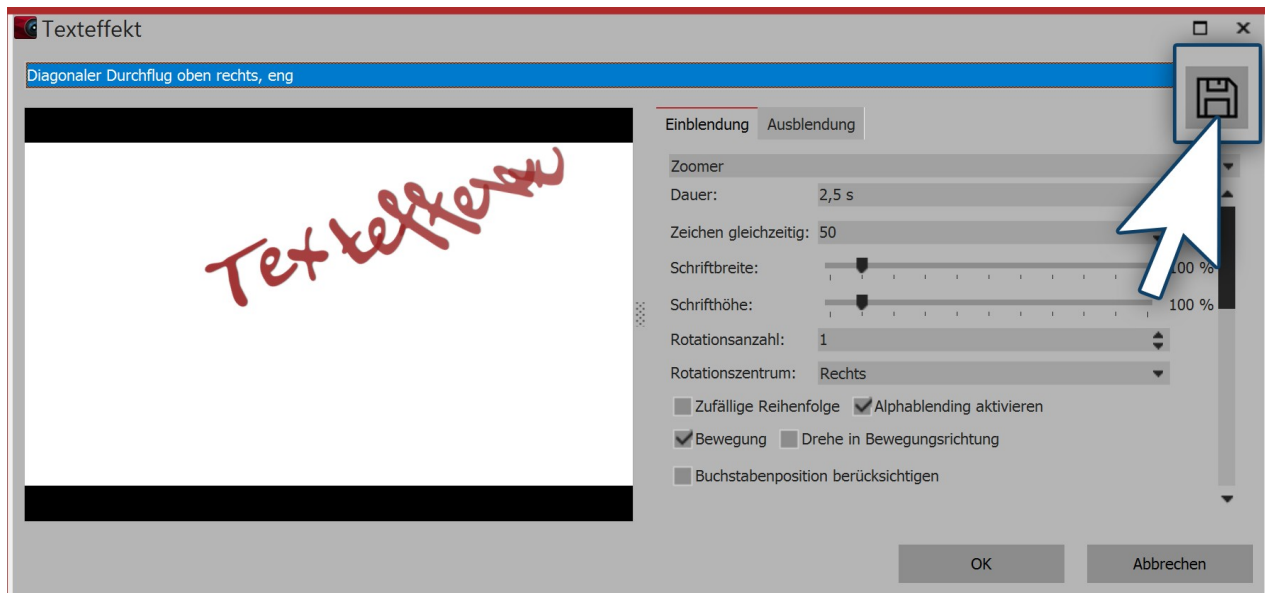 Texteffekt
Diagonaler Durchflug oben rechts, eng
Texteffekt
Einblendung Ausblendung
Zoomer
Dauer: 2,5 s
Zeichen gleichzeitig: 50
Schriftbreite: 100 %
Schrifthöhe: 100 %
Rotationsanzahl: 1
Rotationszentrum: Rechts
Zufällige Reihenfolge Alphablending aktivieren
Bewegung Drehe in Bewegungsrichtung
Buchstabenposition berücksichtigen
OK Abbrechen